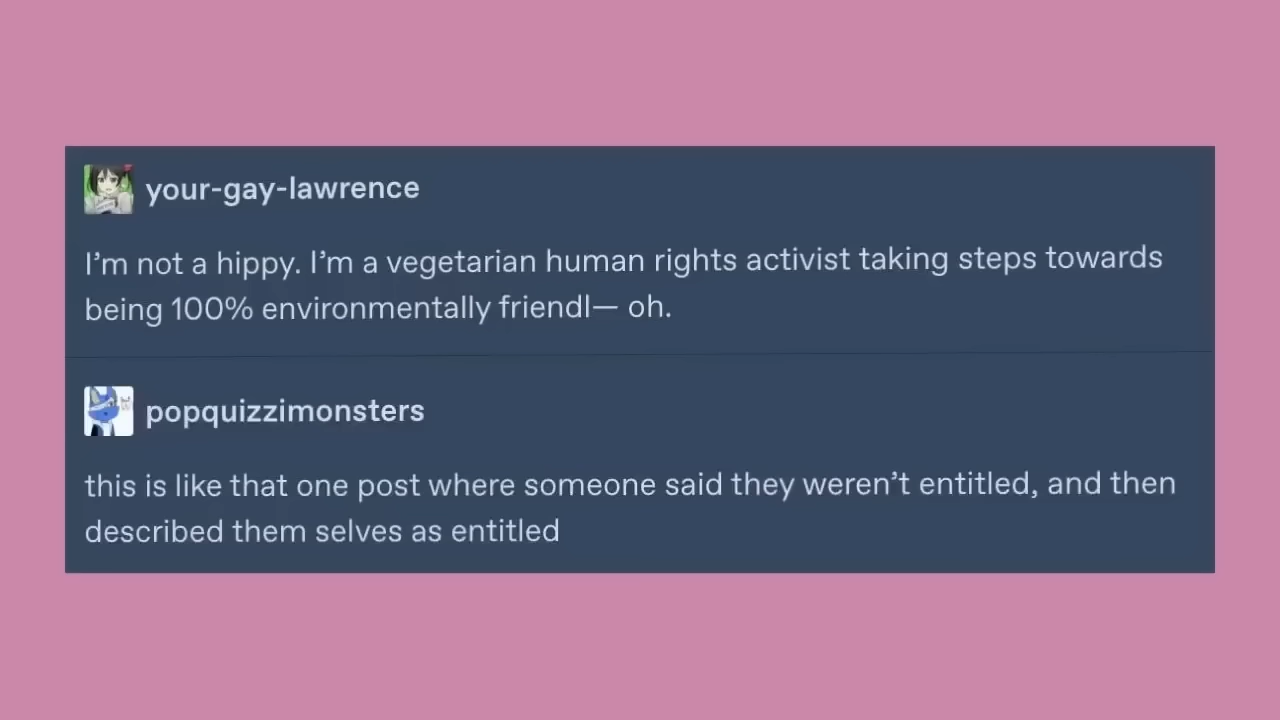 your-gay-lawrence
I’m not a hippy. I’m a vegetarian human rights activist taking steps towards
being 100% environmentally friendl— oh.
popquizzimonsters
this is like that one post where someone said they weren’t entitled, and then
described them selves as entitled